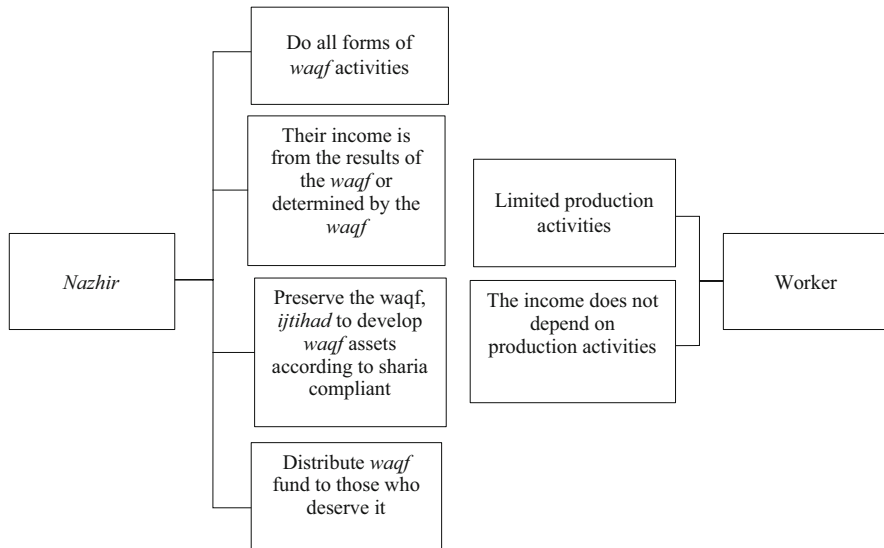 Nazhir
Do all forms of
waqf activities
Their income is
from the results of
the waqf or
determined by the
waqf
Preserve the waqf,
ijtihad to develop
waqf assets
according to sharia
compliant
Distribute waqf
fund to those who
deserve it
Limited production
activities
The income does not
depend on
production activities
Worker